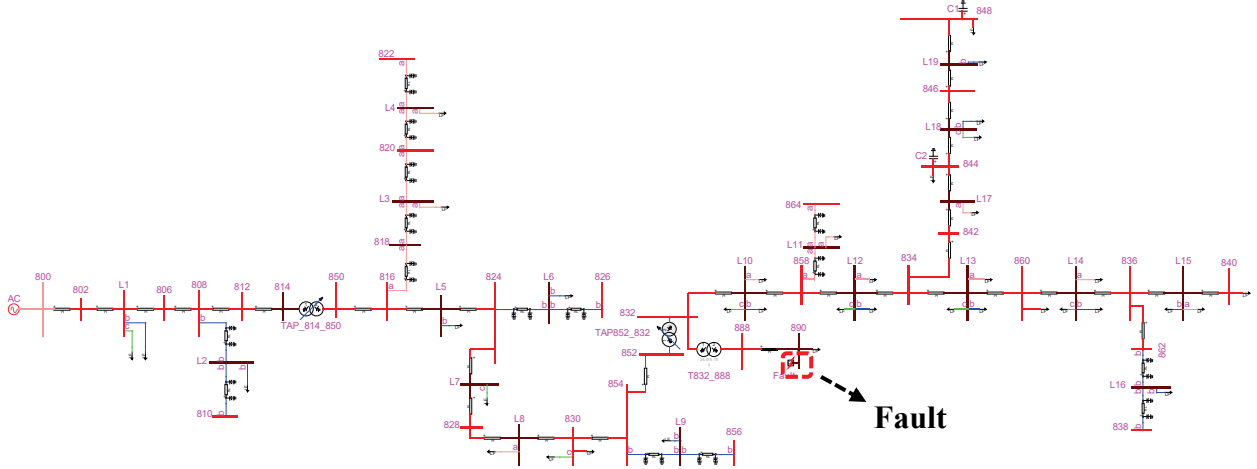 C1
848
822
a
L19
c
L4
a
a
846
L18
c b
820
a
a
C2
844
L3
a
a
a
L17
a
864
818
a
a
L11
a
a
842
800
802
L1
806
808
812
814
850
816
L5
824
L6
826
L10
858
L12
834
L13
860
L14
836
L15
840
AC
b
c
b
TAP_814_850
a
b
b
b
b
832
c b
a
c b
c b
c b
b a
TAP852_832
888
890
L2
b
b
b
852
T832_888
Fault
862
b
L7
c
854
L16
b
b
b
810
b
828
L8
830
L9
856
Fault
a
c
b
b
b
b
b
838
b